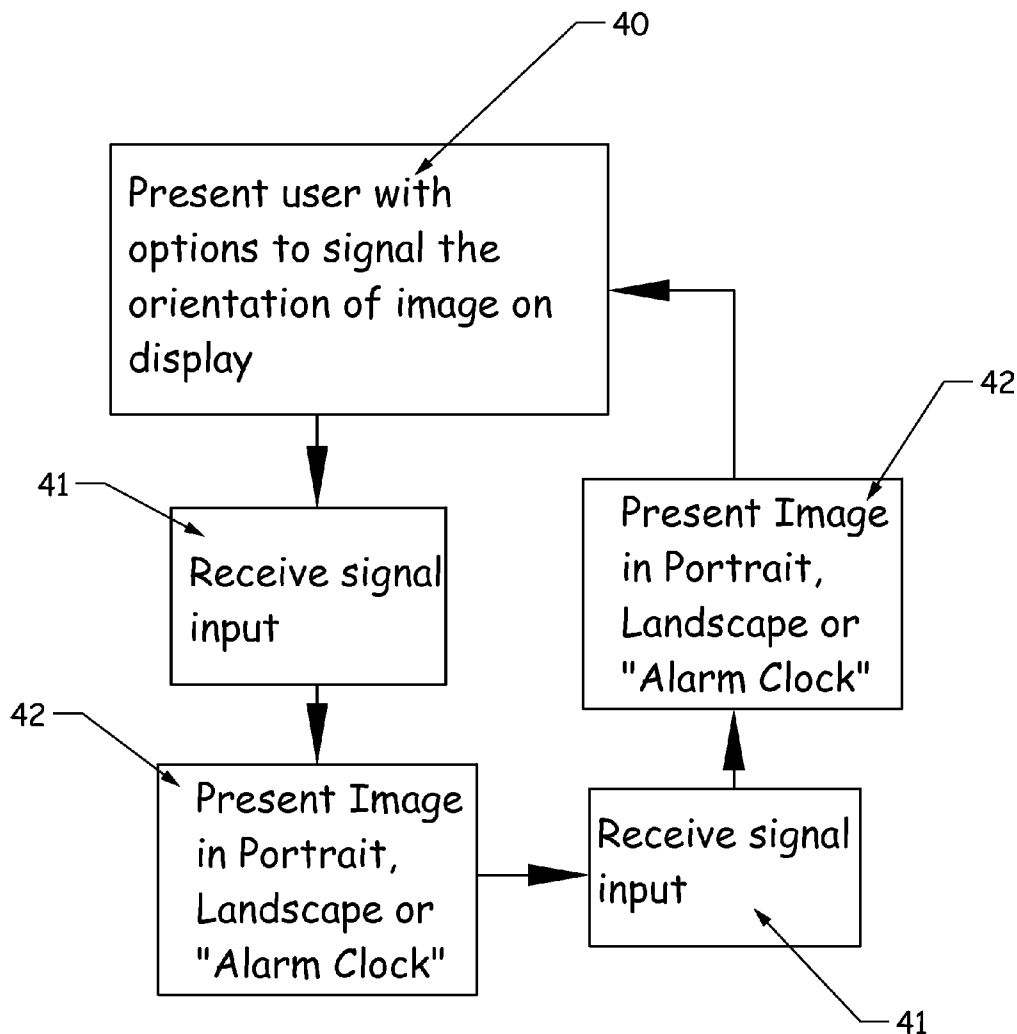 40
Present user with
options to signal the
orientation of image on
display
41
Receive signal
input
42
Present Image
in Portrait,
Landscape or
"Alarm Clock"
Receive signal
input
41
42
Present Image
in Portrait,
Landscape or
"Alarm Clock"